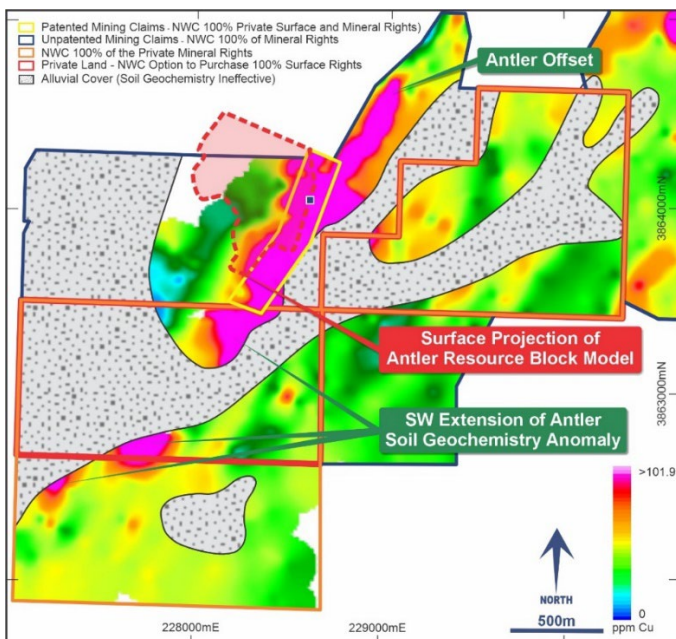 Patented Mining Claims - NWC 100% Private Surface and Mineral Rights)
Unpatented Mining Claims - NWC 100% of Mineral Rights
NWC 100% of the Private Mineral Rights
Private Land - NWC Option to Purchase 100% Surface Rights
Alluvial Cover (Soil Geochemistry Ineffective)
Antler Offset
3864000mN
Surface Projection of
Antler Resource Block Model
3863000mN
SW Extension of Antler
Soil Geochemistry Anomaly
>101.9
0
ppm Cu
NORTH
500m
228000mE
229000mE